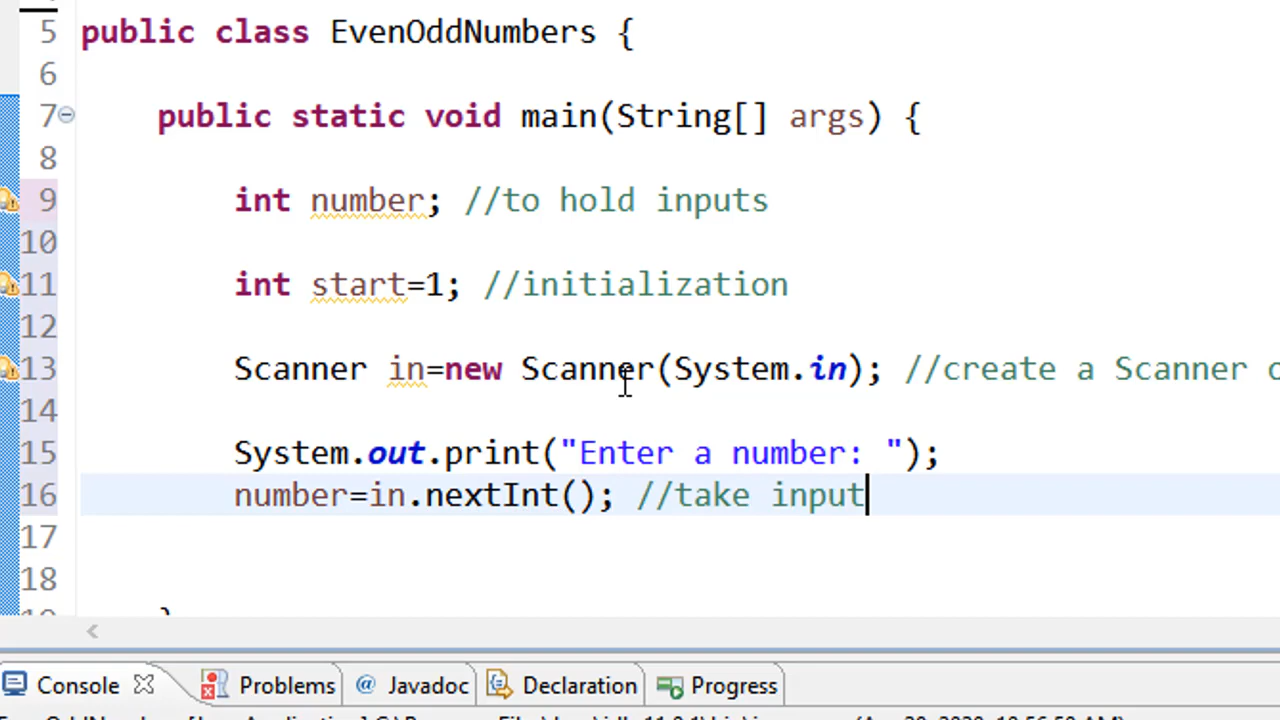 5 public class EvenOddNumbers {
6
7 public static void main(String[] args) {
8
9 int number; //to hold inputs
10
11 int start=1; //initialization
12
13 Scanner in=new Scanner(System.in); //create a Scanner
14
15 System.out.print("Enter a number: ");
16 number=in.nextInt(); //take input
17
18
}
Console Problems @ Javadoc Declaration Progress